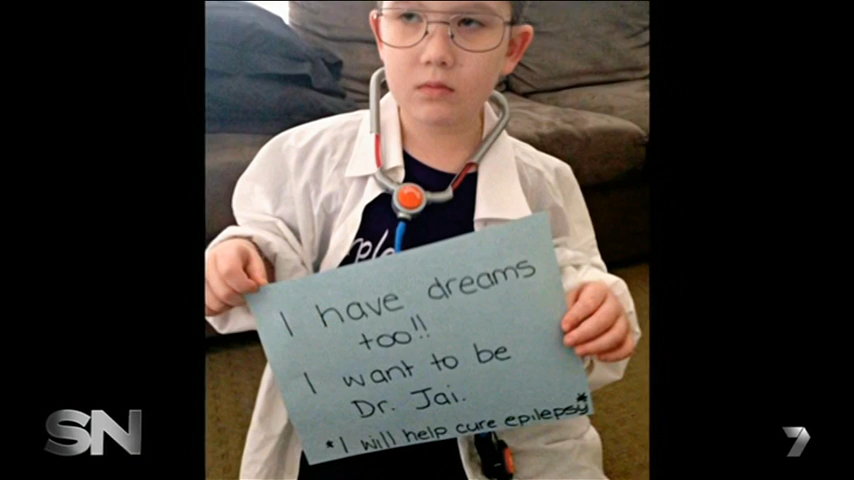 I have dreams
too!!
I want to be
Dr. Jai.
*I will help cure epilepsy*
SN
7